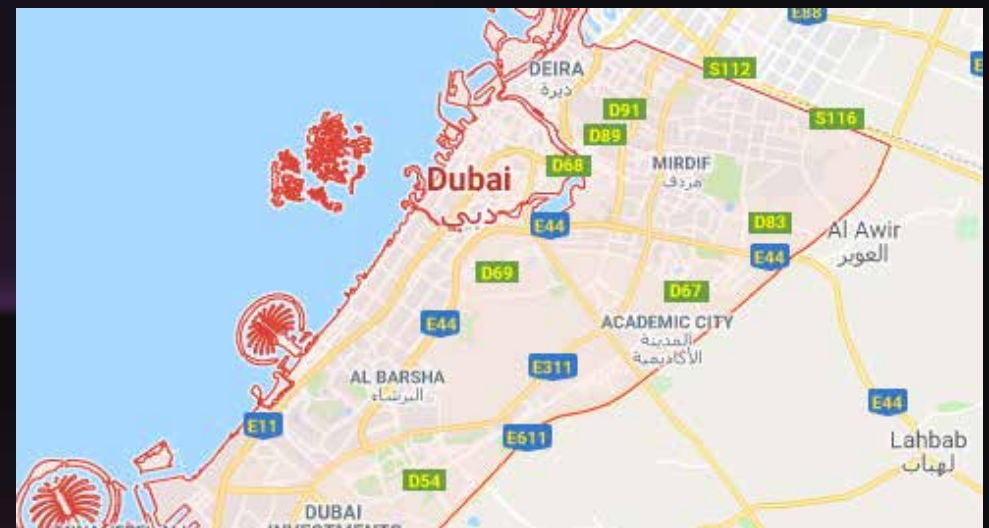 E88
DEIRA
ديرة
S112
D91
S116
D89
D68
MIRDIF
مردف
Dubai
دبي
D83
E44
Al Awir
العوير
E44
D69
D67
E44
ACADEMIC CITY
المدينة
الأكاديمية
E311
AL BARSHA
البرشاء
E44
E11
E611
Lahbab
لهباب
D54
DUBAI
INVESTMENTS